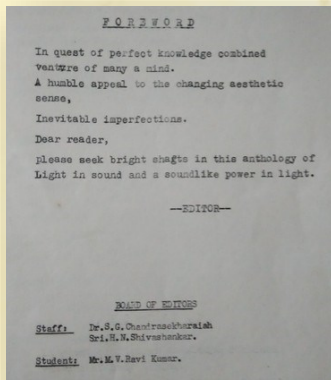 FOREWORD
In quest of perfect knowledge combined
venture of many a mind.
A humble appeal to the changing aesthetic
sense,
Inevitable imperfections.
Dear reader,
please seek bright shafts in this anthology of
Light in sound and a soundlike power in light.
--EDITOR--
BOARD OF EDITORS
Staff: Dr.S.G.Chandrasekharaiah
Sri.H.N.Shivashankar.
Student: Mr.M.V.Ravi Kumar.